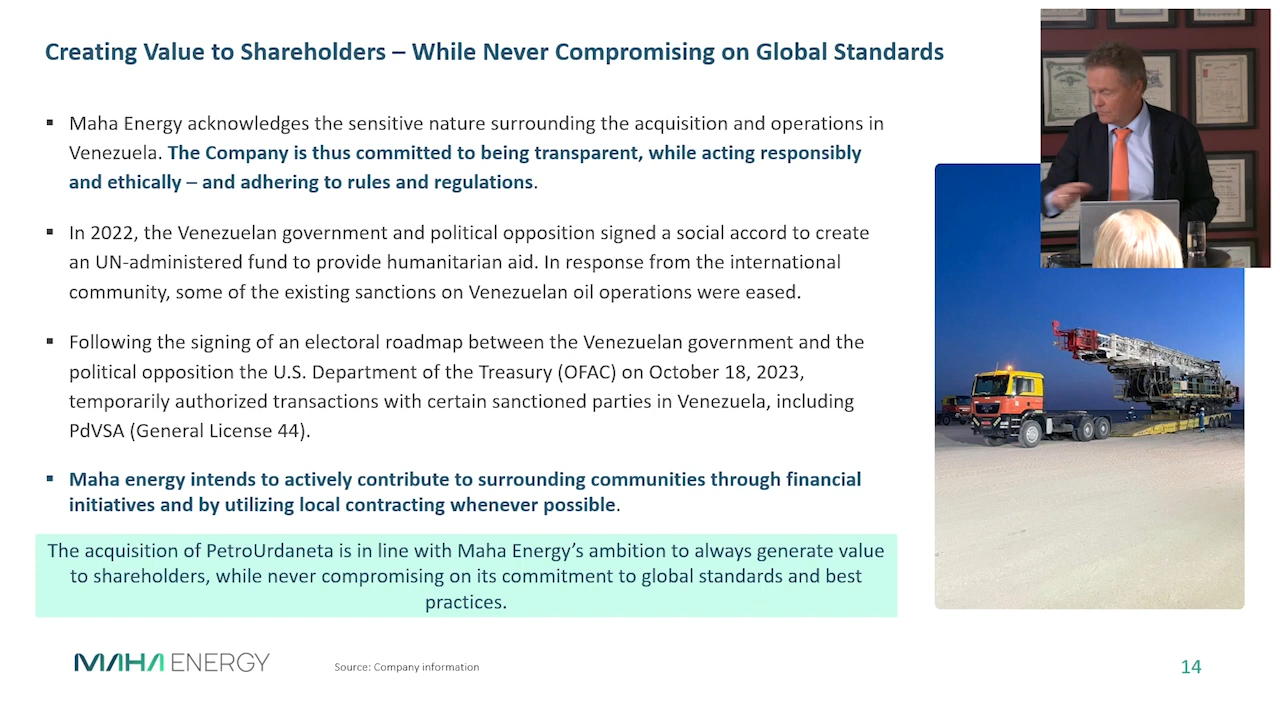 Creating Value to Shareholders – While Never Compromising on Global Standards
▪ Maha Energy acknowledges the sensitive nature surrounding the acquisition and operations in
Venezuela. The Company is thus committed to being transparent, while acting responsibly
and ethically – and adhering to rules and regulations.
▪ In 2022, the Venezuelan government and political opposition signed a social accord to create
an UN-administered fund to provide humanitarian aid. In response from the international
community, some of the existing sanctions on Venezuelan oil operations were eased.
▪ Following the signing of an electoral roadmap between the Venezuelan government and the
political opposition the U.S. Department of the Treasury (OFAC) on October 18, 2023,
temporarily authorized transactions with certain sanctioned parties in Venezuela, including
PdVSA (General License 44).
▪ Maha energy intends to actively contribute to surrounding communities through financial
initiatives and by utilizing local contracting whenever possible.
The acquisition of PetroUrdaneta is in line with Maha Energy’s ambition to always generate value
to shareholders, while never compromising on its commitment to global standards and best
practices.
MAHA ENERGY
Source: Company information
14